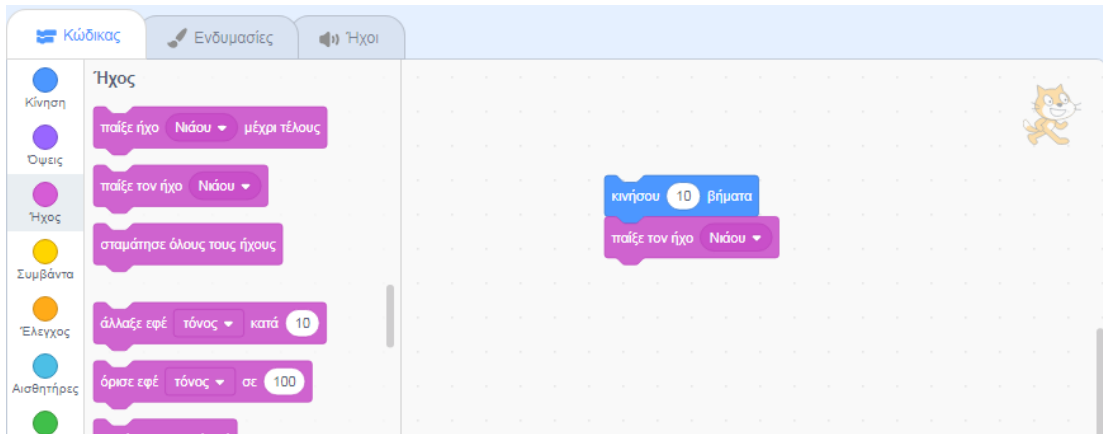 Κώδικας
Ενδυμασίες
Ήχοι
Κίνηση
Όψεις
Ήχος
Συμβάντα
Έλεγχος
Αισθητήρες
Ήχος
παίξε ήχο Νιάου μέχρι τέλους
παίξε τον ήχο Νιάου
σταμάτησε όλους τους ήχους
άλλαξε εφέ τόνος κατά 10
όρισε εφέ τόνος σε 100
κινήσου 10 βήματα
παίξε τον ήχο Νιάου